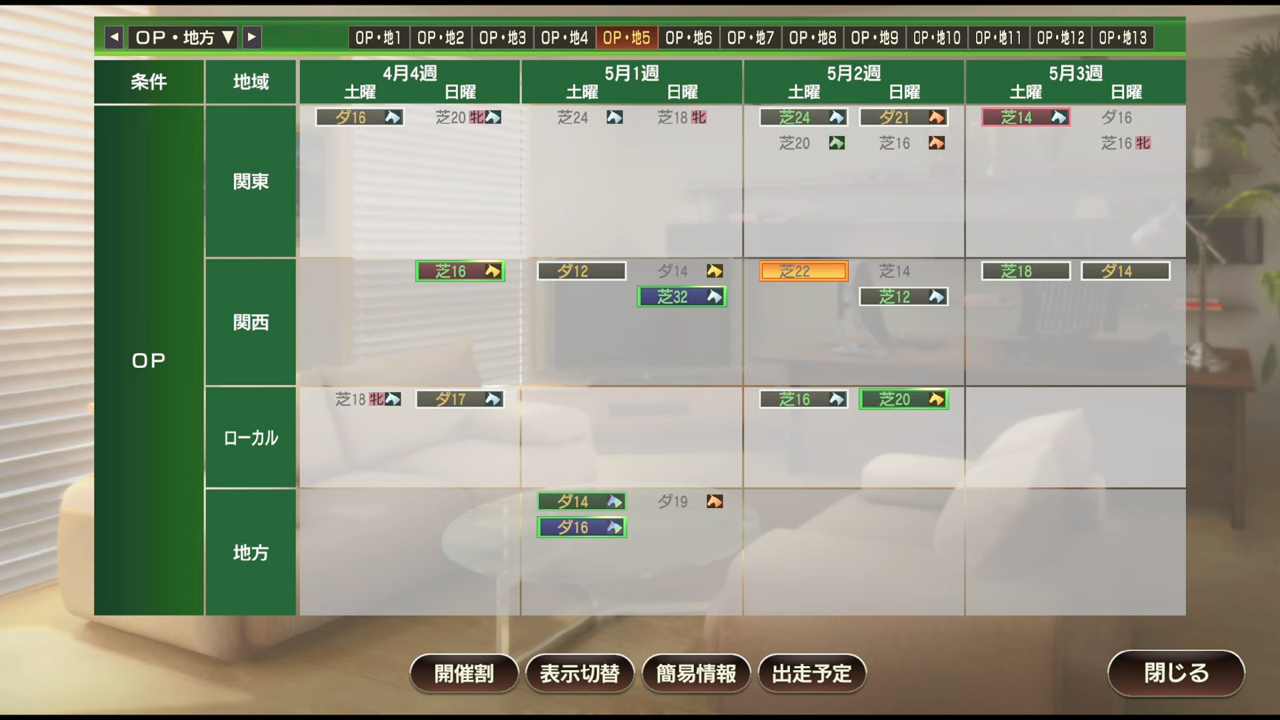 ◀ OP・地方▼ ▶ OP・地1 OP・地2 OP・地3 OP・地4 OP・地5 OP・地6 OP・地7 OP・地8 OP・地9 OP・地10 OP・地11 OP・地12 OP・地13
条件 地域 4月4週 5月1週 5月2週 5月3週
土曜 日曜 土曜 日曜 土曜 日曜 土曜 日曜
OP
関東
ダ16 芝20 牝 芝24 芝18 牝 芝24 ダ21 芝14 ダ16
芝20 芝16 芝16 牝
関西
芝16 ダ12 ダ14 芝22 芝14 芝18 ダ14
芝32 芝12
ローカル
芝18 牝 ダ17 芝16 芝20
地方
ダ14 ダ19
ダ16
開催割 表示切替 簡易情報 出走予定 閉じる